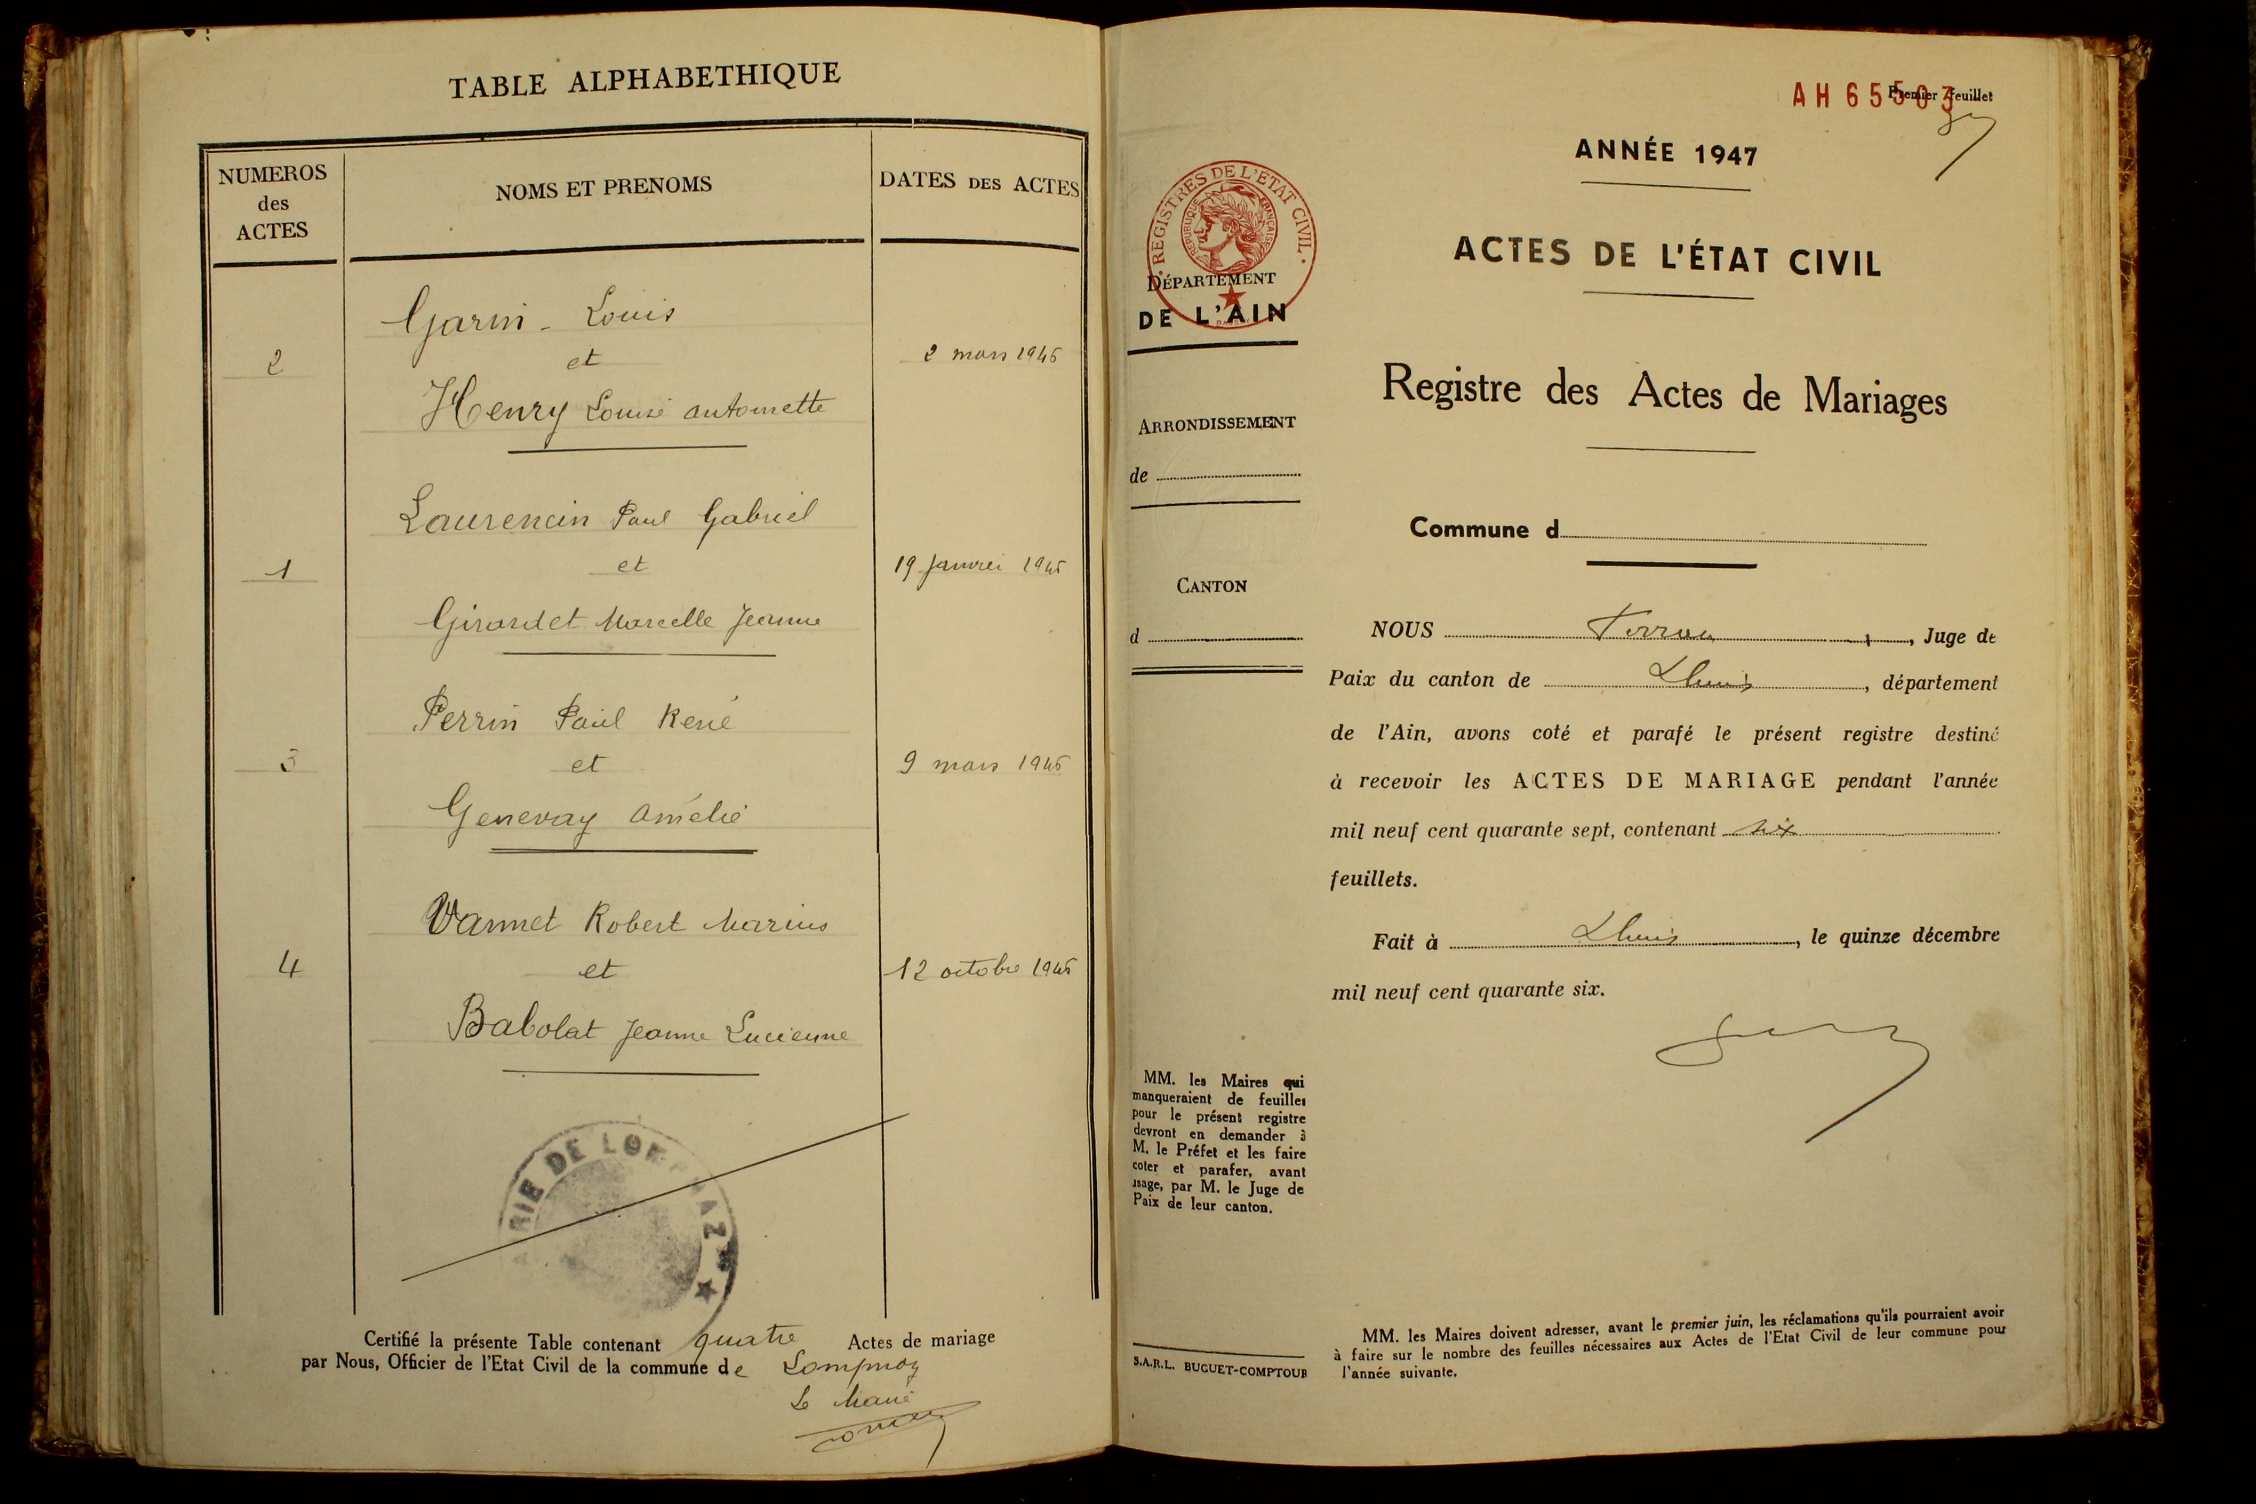 TABLE ALPHABETHIQUE
NUMEROS
des
ACTES
NOMS ET PRENOMS
DATES DES ACTES
Garin - Louis
2
et
2 mars 1946
Henry Louise antoinette
Laurencin Paul Gabriel
1
et
19 Janvier 1946
Girardet Marcelle Jeanne
Perrin Paul René
3
et
9 mars 1946
Genevay Amélie
Vannet Robert Marius
4
et
12 octobre 1946
Babolat Jeanne Lucienne
Certifié la présente Table contenant quatre Actes de mariage
par Nous, Officier de l'Etat Civil de la commune de Lompnaz
Le Maire
AH 65503
Premier feuillet
ANNÉE 1947
REGISTRES DE L'ÉTAT CIVIL
RÉPUBLIQUE FRANÇAISE
ACTES DE L'ÉTAT CIVIL
DÉPARTEMENT
DE L'AIN
Registre des Actes de Mariages
ARRONDISSEMENT
de
Commune d
CANTON
d
NOUS , Juge de
Paix du canton de Lhuis, département
de l'Ain, avons coté et parafé le présent registre destiné
à recevoir les ACTES DE MARIAGE pendant l'année
mil neuf cent quarante sept, contenant six
feuillets.
Fait à Lhuis, le quinze décembre
mil neuf cent quarante six.
MM. les Maires qui
manqueraient de feuilles
pour le présent registre
devront en demander à
M. le Préfet et les faire
coter et parafer, avant
usage, par M. le Juge de
Paix de leur canton.
MM. les Maires doivent adresser, avant le premier juin, les réclamations qu'ils pourraient avoir
à faire sur le nombre des feuilles nécessaires aux Actes de l'Etat Civil de leur commune pour
l'année suivante.
S.A.R.L. BUGUET-COMPTOUR